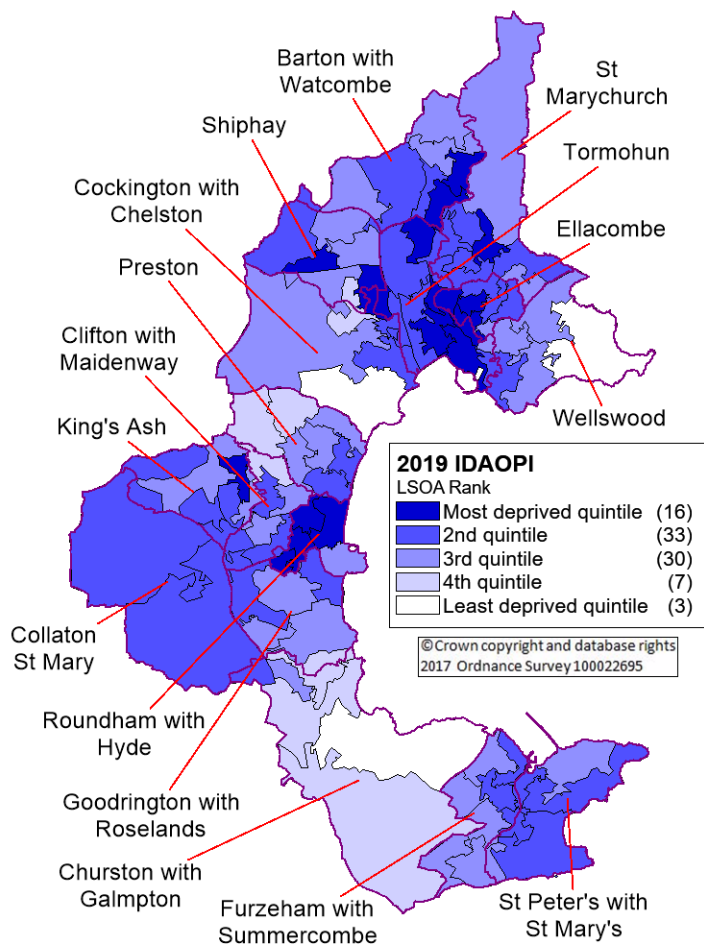 Barton with
Watcombe
St
Marychurch
Shiphay
Tormohun
Cockington with
Chelston
Ellacombe
Preston
Clifton with
Maidenway
King's Ash
Wellswood
2019 IDAOPI
LSOA Rank
Most deprived quintile (16)
2nd quintile (33)
3rd quintile (30)
4th quintile (7)
Least deprived quintile (3)
© Crown copyright and database rights
2017 Ordnance Survey 100022695
Collaton
St Mary
Roundham with
Hyde
Goodrington with
Roselands
Churston with
Galmpton
Furzeham with
Summercombe
St Peter's with
St Mary's